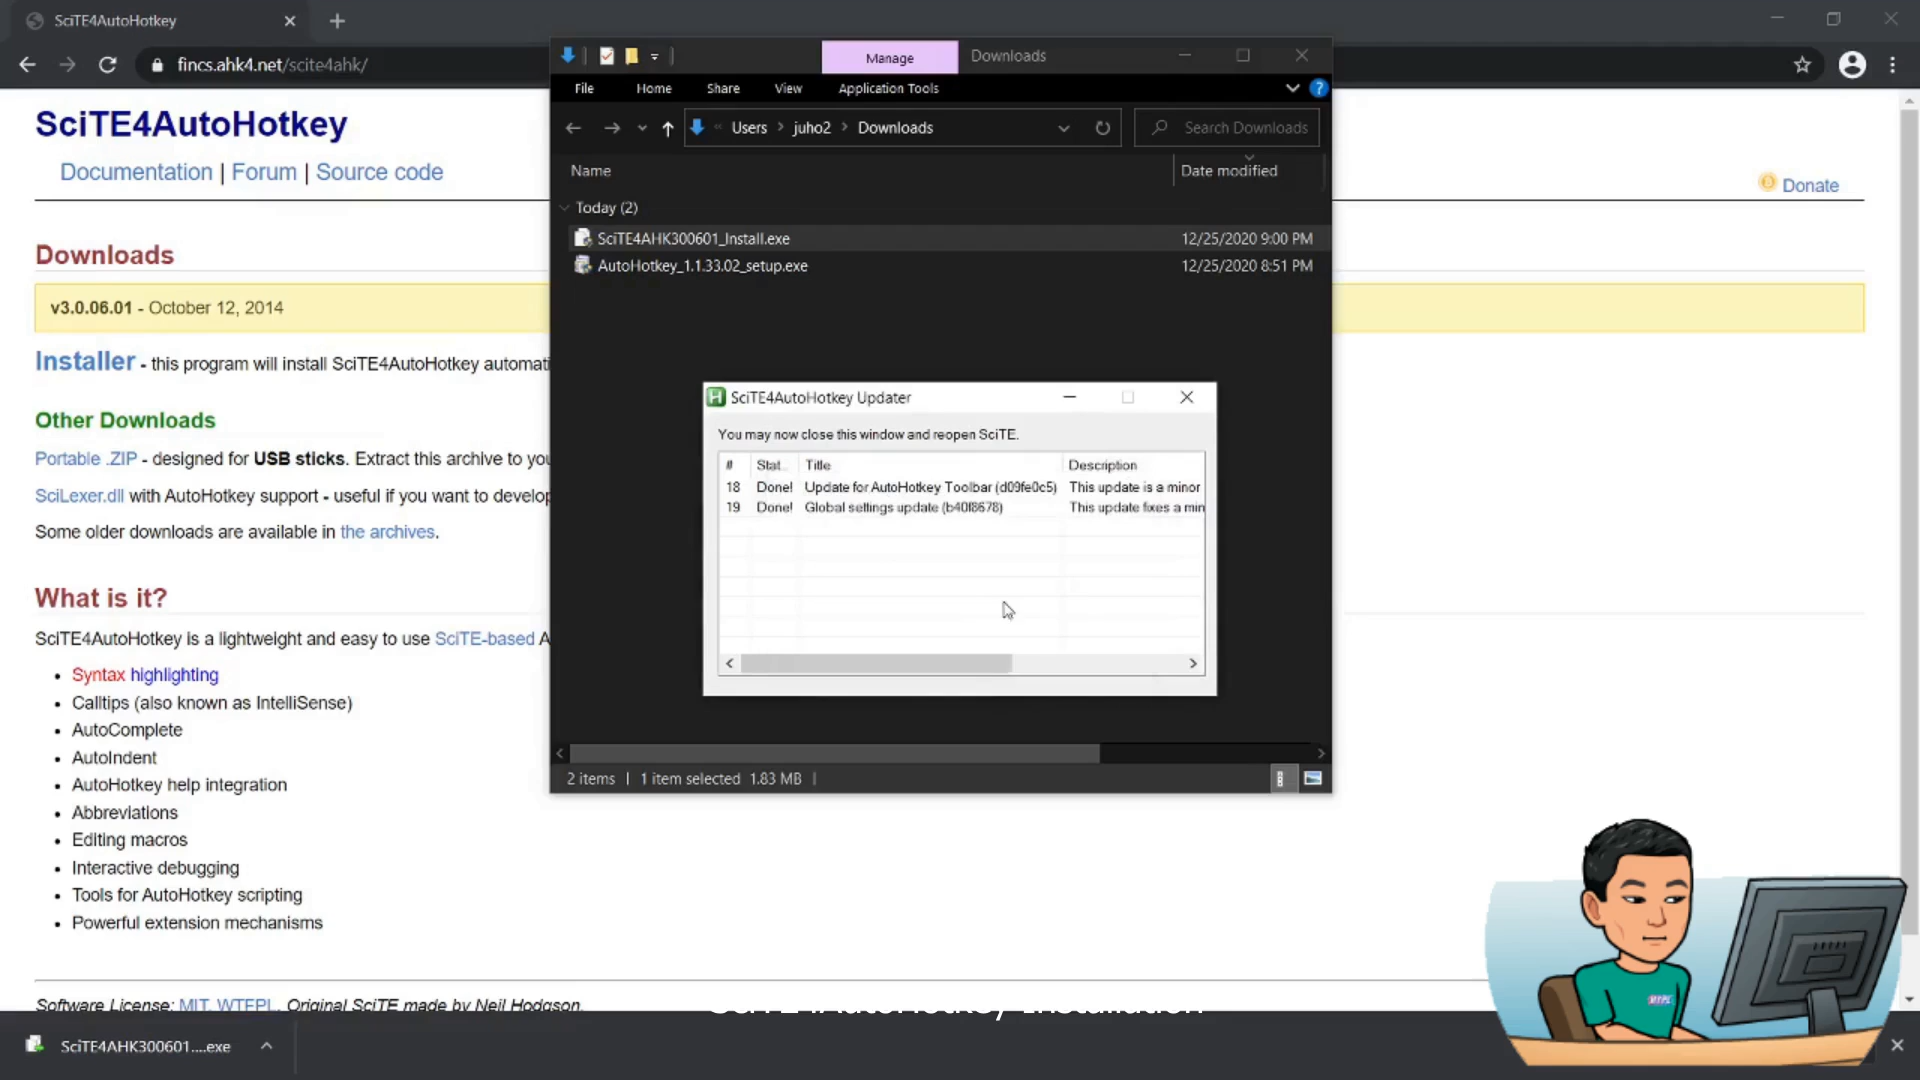 SciTE4AutoHotkey
fincs.ahk4.net/scite4ahk/
SciTE4AutoHotkey
Documentation | Forum | Source code
Donate
Downloads
v3.0.06.01 - October 12, 2014
Installer - this program will install SciTE4AutoHotkey automati
Other Downloads
Portable .ZIP - designed for USB sticks. Extract this archive to you
SciLexer.dll with AutoHotkey support - useful if you want to develop
Some older downloads are available in the archives.
What is it?
SciTE4AutoHotkey is a lightweight and easy to use SciTE-based A
Syntax highlighting
Calltips (also known as IntelliSense)
AutoComplete
AutoIndent
AutoHotkey help integration
Abbreviations
Editing macros
Interactive debugging
Tools for AutoHotkey scripting
Powerful extension mechanisms
Software License: MIT, WTFPL. Original SciTE made by Neil Hodgson.
Manage Downloads
File Home Share View Application Tools
Users juho2 Downloads
Search Downloads
Name Date modified
Today (2)
SciTE4AHK300601_Install.exe 12/25/2020 9:00 PM
AutoHotkey_1.1.33.02_setup.exe 12/25/2020 8:51 PM
SciTE4AutoHotkey Updater
You may now close this window and reopen SciTE.
# Stat... Title Description
18 Done! Update for AutoHotkey Toolbar (d09fe0c5) This update is a minor
19 Done! Global settings update (b40f8678) This update fixes a min
2 items 1 item selected 1.83 MB
SciTE4AutoHotkey Installation
SciTE4AHK300601....exe